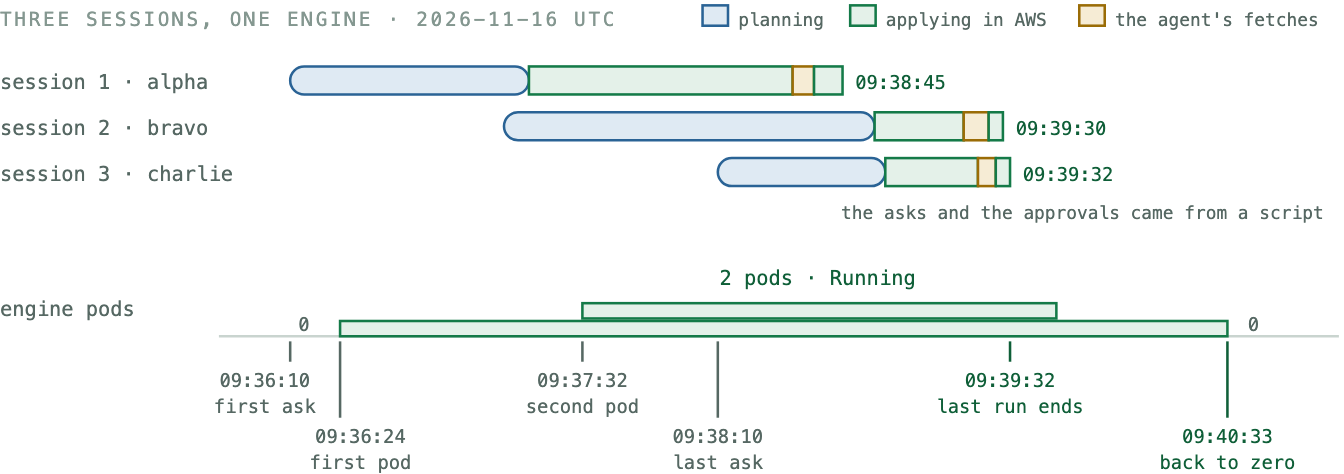 THREE SESSIONS, ONE ENGINE · 2026-11-16 UTC
planning
applying in AWS
the agent's fetches
session 1 · alpha
09:38:45
session 2 · bravo
09:39:30
session 3 · charlie
09:39:32
the asks and the approvals came from a script
2 pods · Running
engine pods
0
0
09:36:10
first ask
09:37:32
second pod
09:39:32
last run ends
09:36:24
first pod
09:38:10
last ask
09:40:33
back to zero